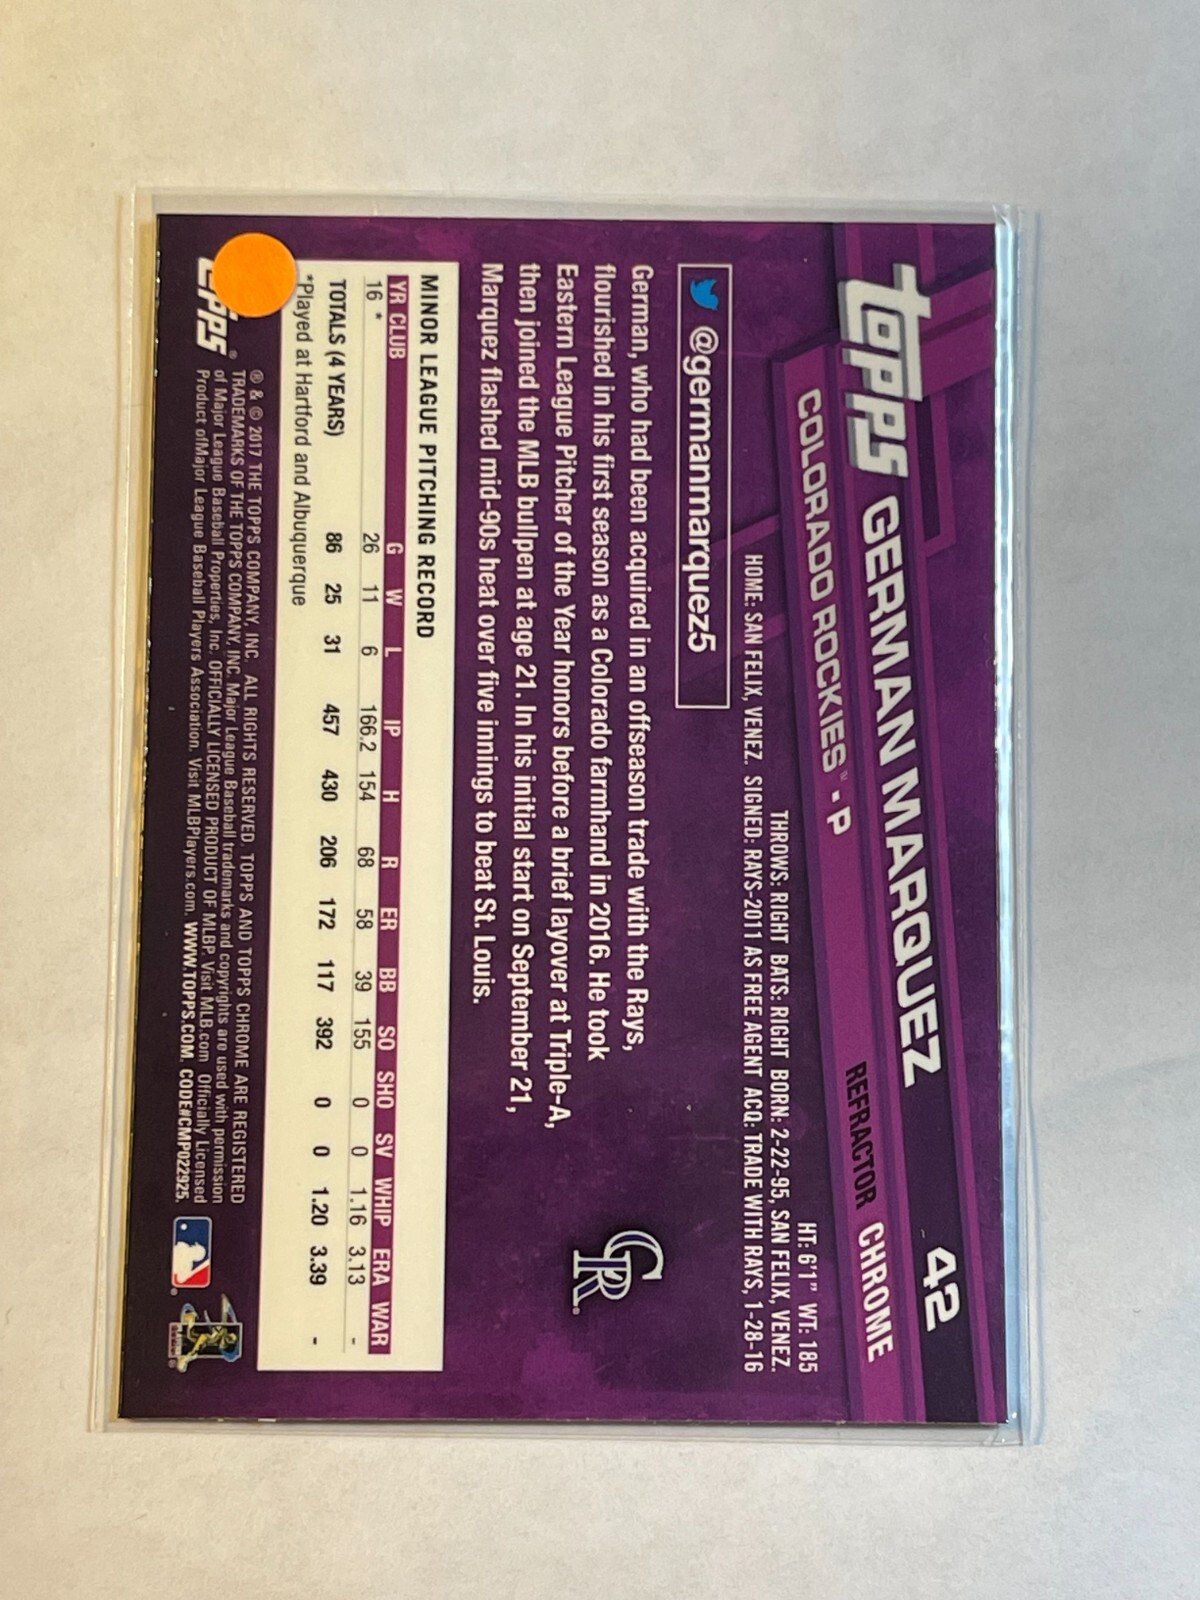 topps GERMAN MARQUEZ 42
COLORADO ROCKIES™ • P REFRACTOR CHROME
HT: 6'1" WT: 185
THROWS: RIGHT BATS: RIGHT BORN: 2-22-95, SAN FELIX, VENEZ.
HOME: SAN FELIX, VENEZ. SIGNED: RAYS-2011 AS FREE AGENT ACQ: TRADE WITH RAYS, 1-28-16
@germanmarquez5
German, who had been acquired in an offseason trade with the Rays,
flourished in his first season as a Colorado farmhand in 2016. He took
Eastern League Pitcher of the Year honors before a brief layover at Triple-A,
then joined the MLB bullpen at age 21. In his initial start on September 21,
Marquez flashed mid-90s heat over five innings to beat St. Louis.
CR®
MINOR LEAGUE PITCHING RECORD
YR CLUB G W L IP H R ER BB SO SHO SV WHIP ERA WAR
16 * 26 11 6 166.2 154 68 58 39 155 0 0 1.16 3.13 -
TOTALS (4 YEARS) 86 25 31 457 430 206 172 117 392 0 0 1.20 3.39 -
*Played at Hartford and Albuquerque
® & © 2017 THE TOPPS COMPANY, INC. ALL RIGHTS RESERVED. TOPPS AND TOPPS CHROME ARE REGISTERED
TRADEMARKS OF THE TOPPS COMPANY, INC. Major League Baseball trademarks and copyrights are used with permission
of Major League Baseball Properties, Inc. OFFICIALLY LICENSED PRODUCT OF MLBP. Visit MLB.com Officially Licensed
Product of Major League Baseball Players Association. Visit MLBPlayers.com. WWW.TOPPS.COM. CODE#CMP022925.